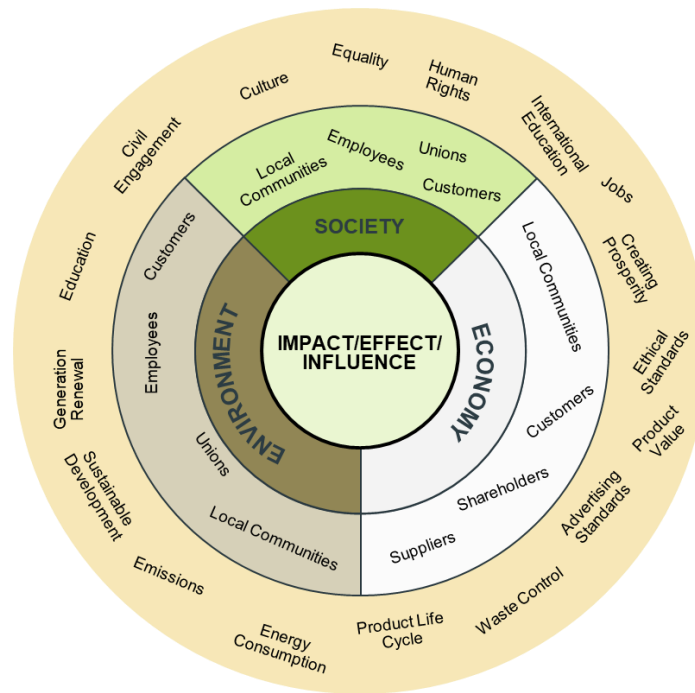 Equality
Human
Rights
International
Education
Jobs
Creating
Prosperity
Ethical
Standards
Product
Value
Advertising
Standards
Waste Control
Product Life
Cycle
Energy
Consumption
Emissions
Sustainable
Development
Generation
Renewal
Education
Civil
Engagement
Culture
Local
Communities
Employees
Unions
Customers
SOCIETY
Local Communities
Customers
Shareholders
Suppliers
ECONOMY
Customers
Employees
Unions
Local Communities
ENVIRONMENT
IMPACT/EFFECT/
INFLUENCE